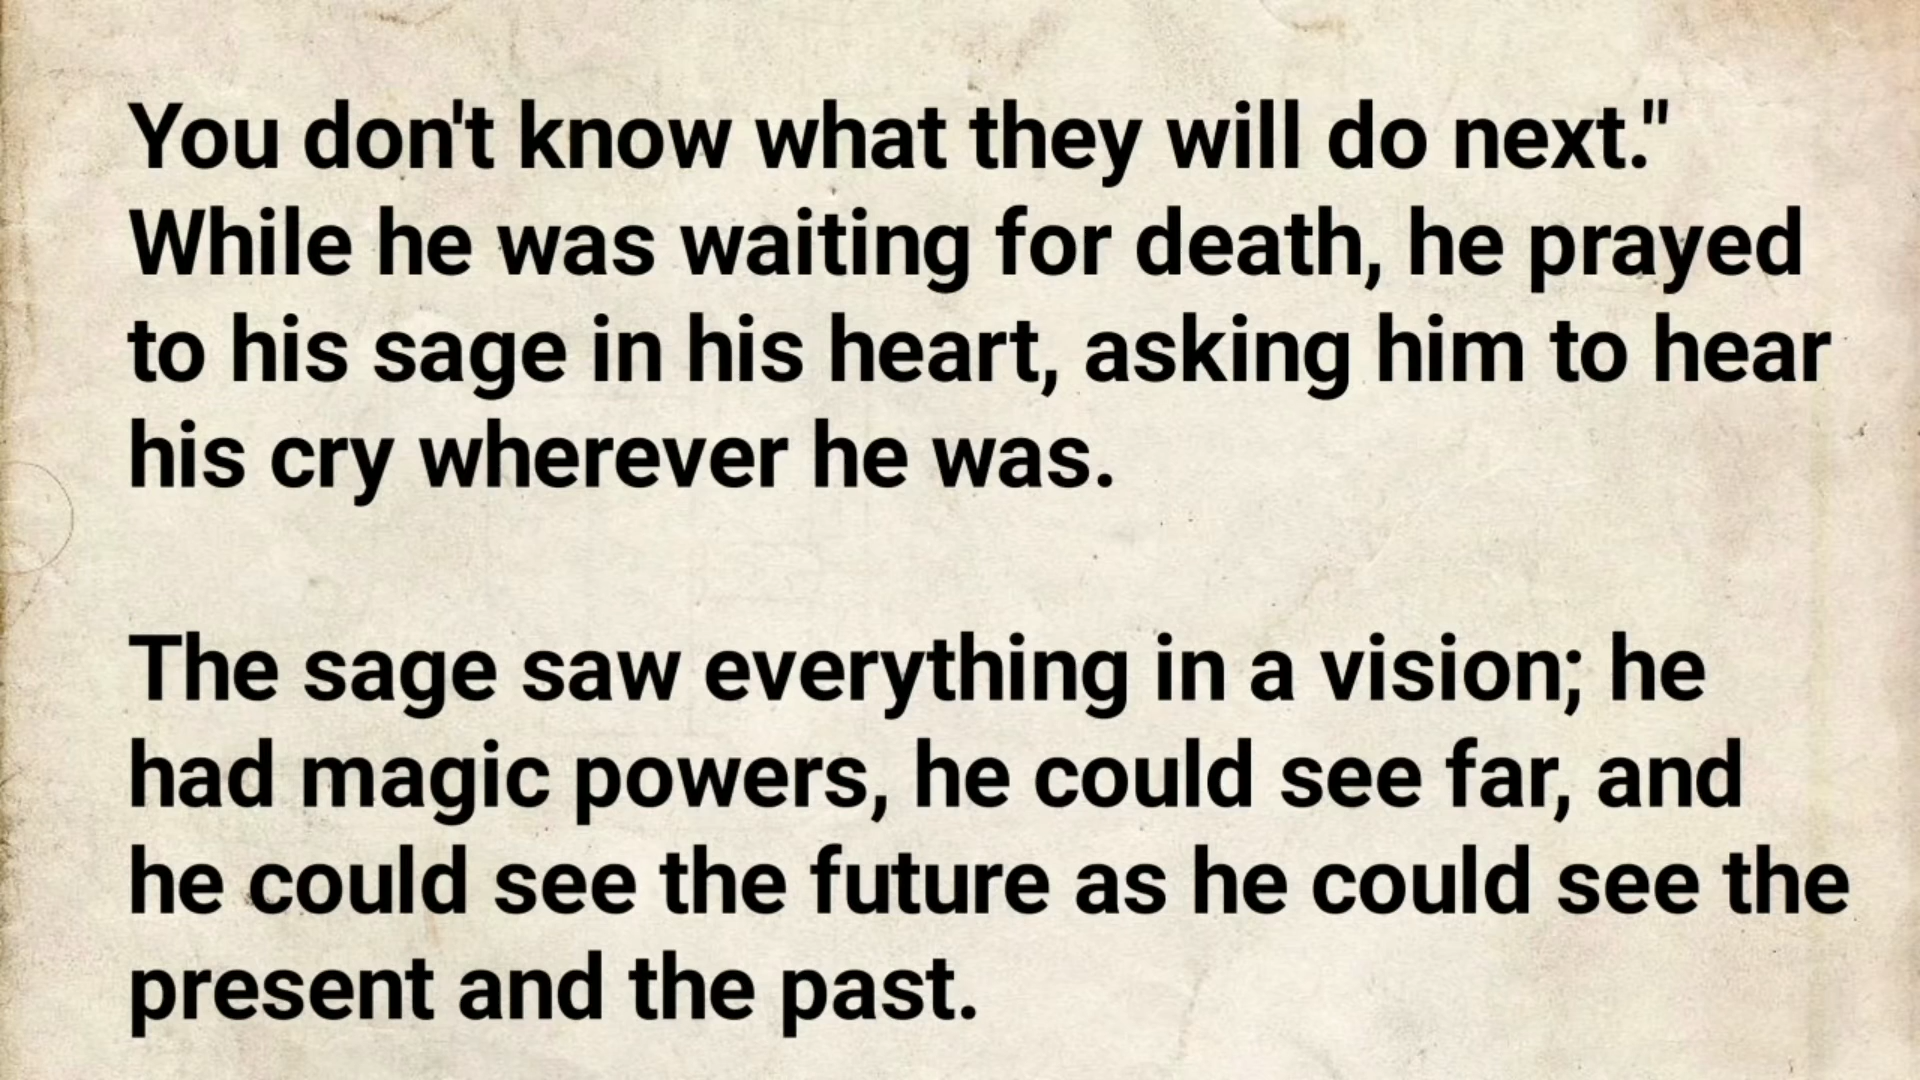 You don't know what they will do next."
While he was waiting for death, he prayed
to his sage in his heart, asking him to hear
his cry wherever he was.
The sage saw everything in a vision; he
had magic powers, he could see far, and
he could see the future as he could see the
present and the past.